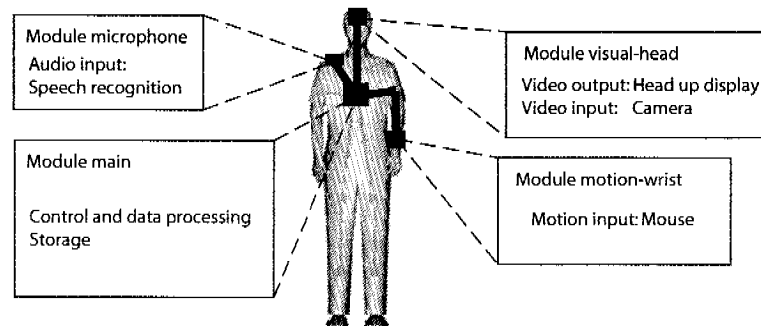 Module microphone
Audio input:
Speech recognition
Module visual-head
Video output: Head up display
Video input: Camera
Module main
Control and data processing
Storage
Module motion-wrist
Motion input: Mouse